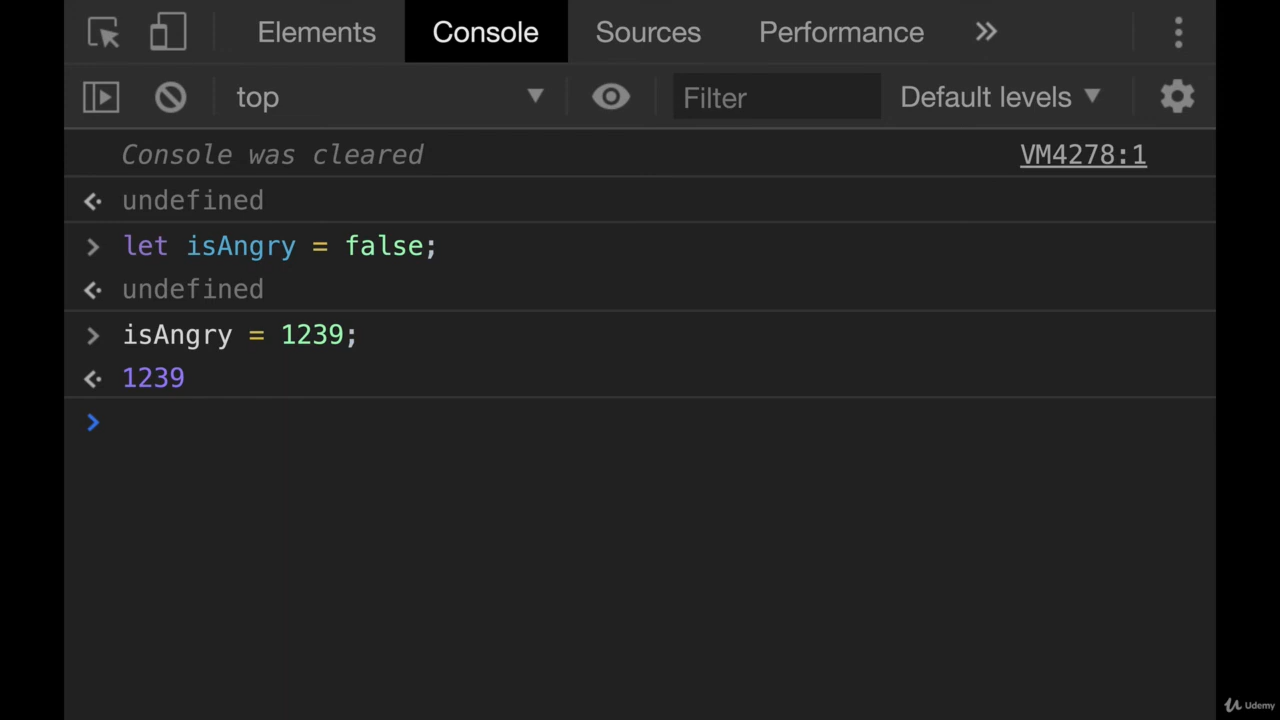 Elements Console Sources Performance
top Filter Default levels
Console was cleared VM4278:1
undefined
let isAngry = false;
undefined
isAngry = 1239;
1239
Udemy